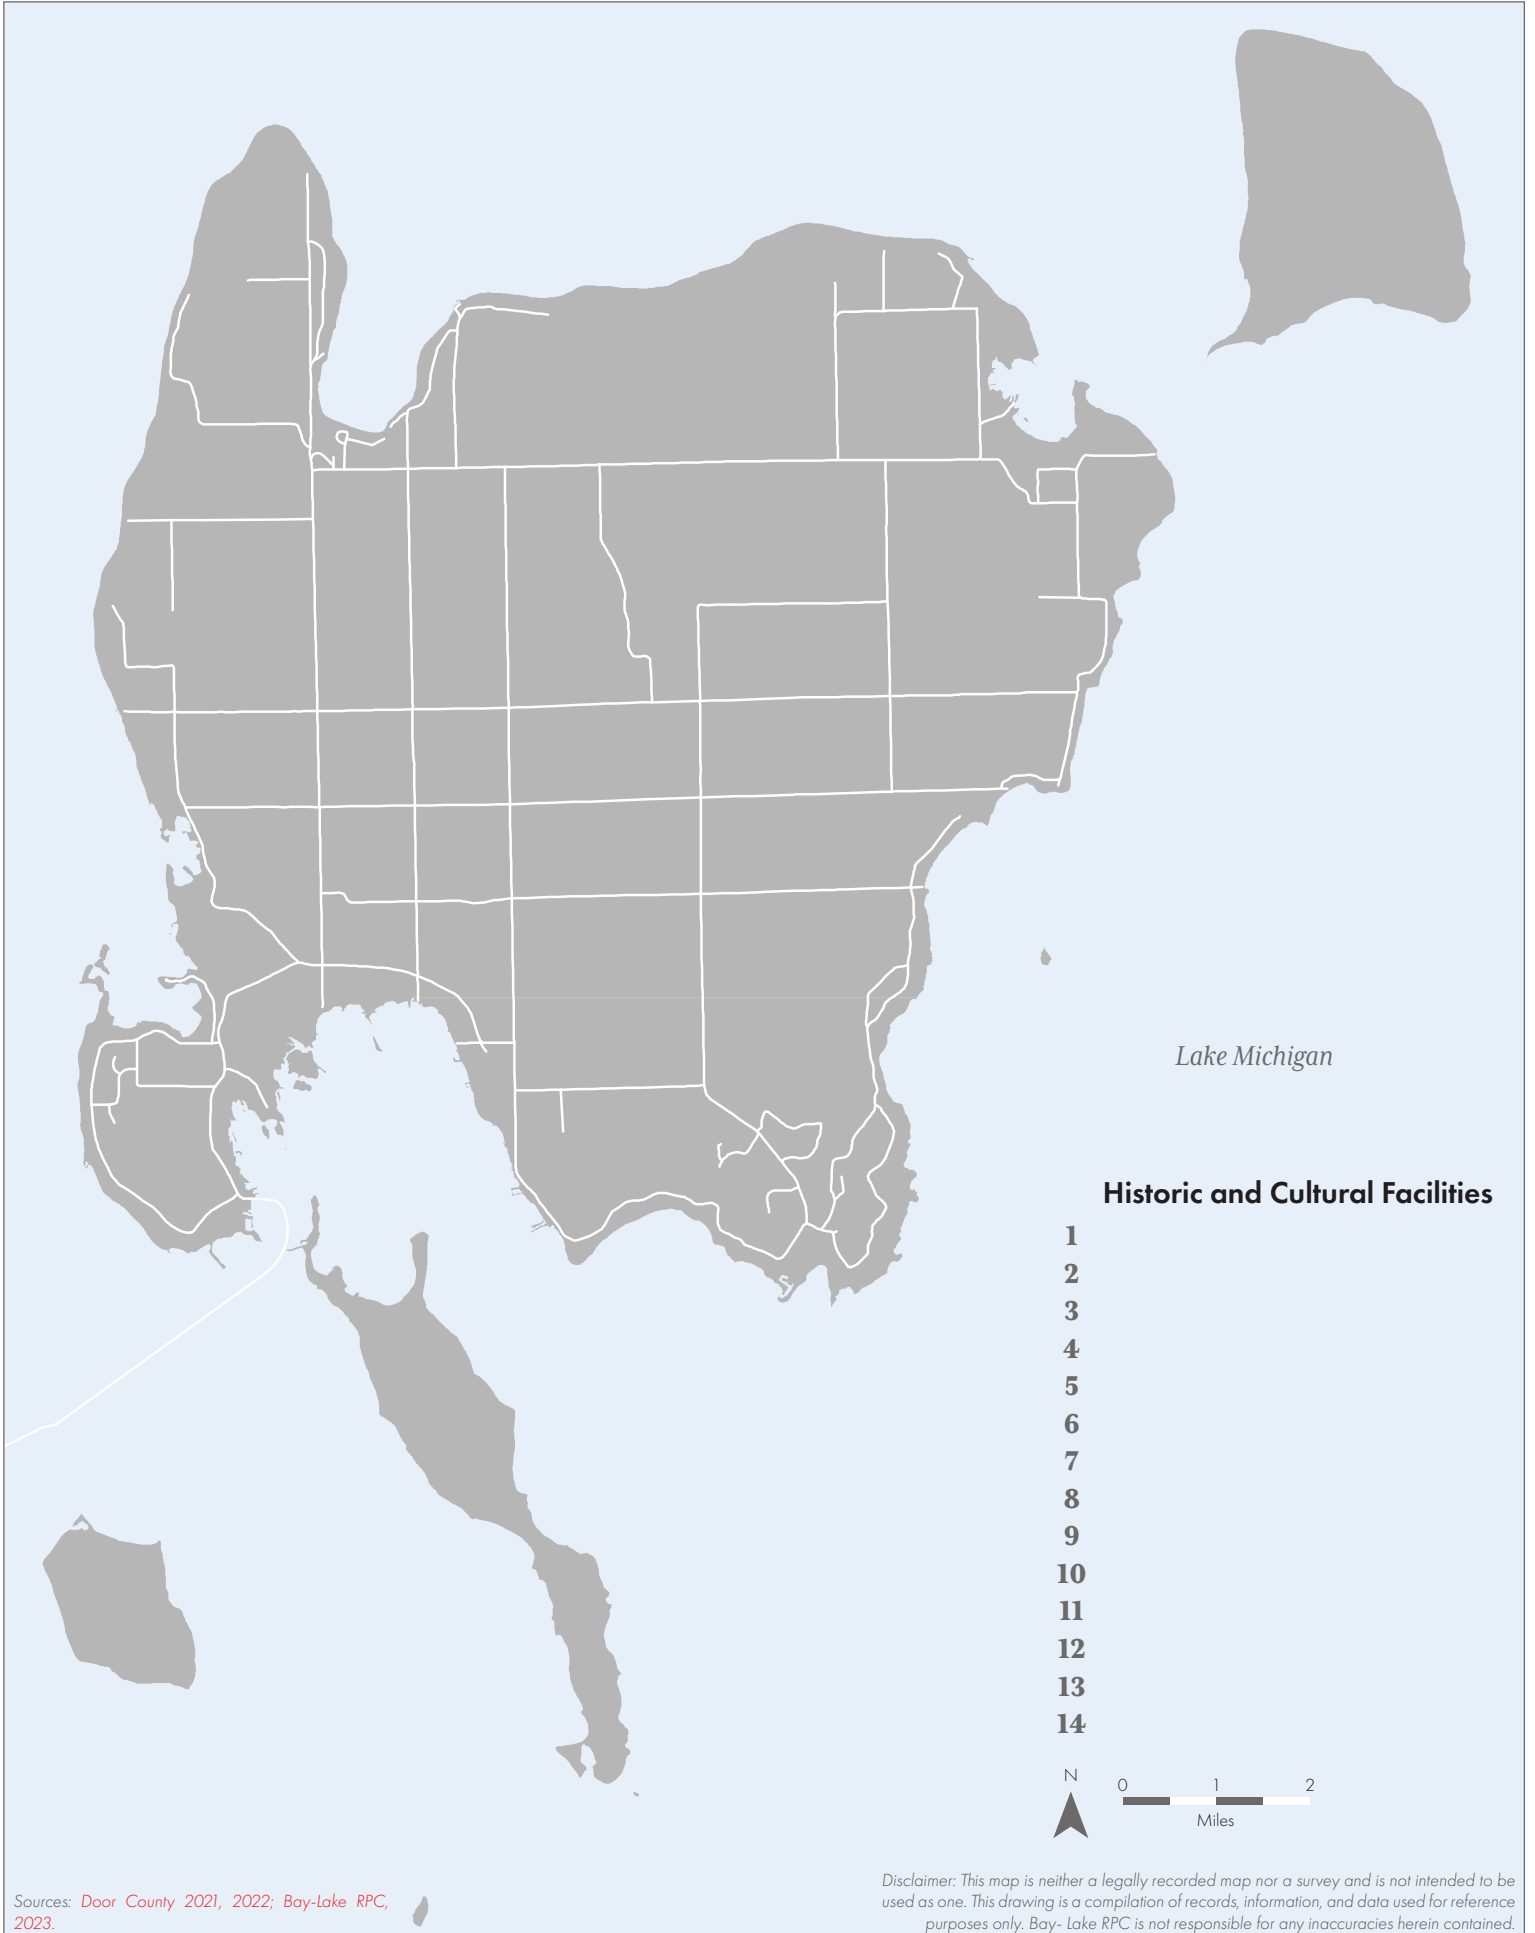 Lake Michigan
Historic and Cultural Facilities
1
2
3
4
5
6
7
8
9
10
11
12
13
14
N
0 1 2
Miles
Sources: Door County 2021, 2022; Bay-Lake RPC,
2023.
Disclaimer: This map is neither a legally recorded map nor a survey and is not intended to be
used as one. This drawing is a compilation of records, information, and data used for reference
purposes only. Bay- Lake RPC is not responsible for any inaccuracies herein contained.